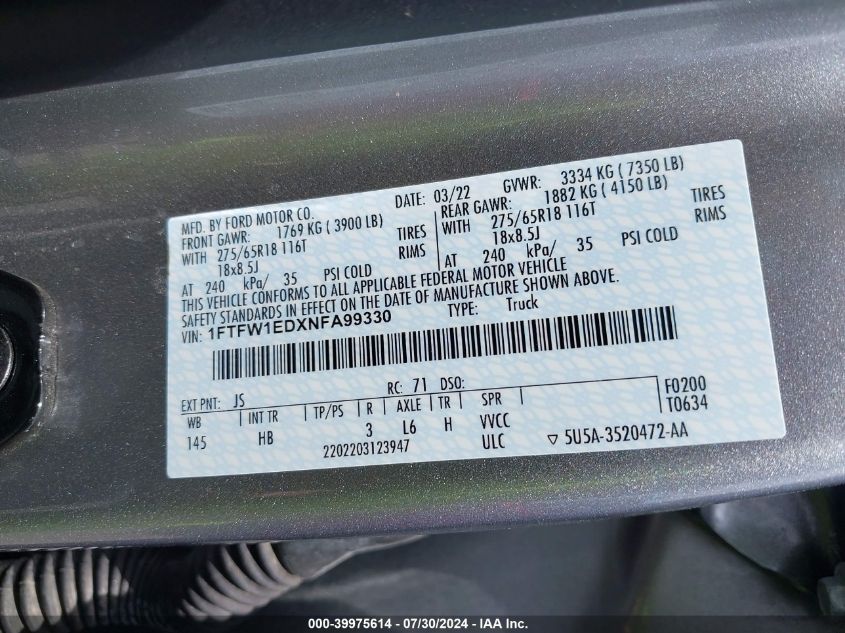 MFD. BY FORD MOTOR CO. DATE: 03/22 GVWR: 3334 KG ( 7350 LB)
FRONT GAWR: 1769 KG ( 3900 LB) REAR GAWR: 1882 KG ( 4150 LB)
WITH 275/65R18 116T TIRES WITH 275/65R18 116T TIRES
18x8.5J RIMS 18x8.5J RIMS
AT 240 kPa/ 35 PSI COLD AT 240 kPa/ 35 PSI COLD
THIS VEHICLE CONFORMS TO ALL APPLICABLE FEDERAL MOTOR VEHICLE
SAFETY STANDARDS IN EFFECT ON THE DATE OF MANUFACTURE SHOWN ABOVE.
VIN: 1FTFW1EDXNFA99330 TYPE: Truck
EXT PNT: JS RC: 71 DSO: F0200
WB INT TR TP/PS R AXLE TR SPR T0634
145 HB 3 L6 H VVCC
2202203123947 ULC ▽ 5U5A-3520472-AA
000-39975614 - 07/30/2024 - IAA Inc.